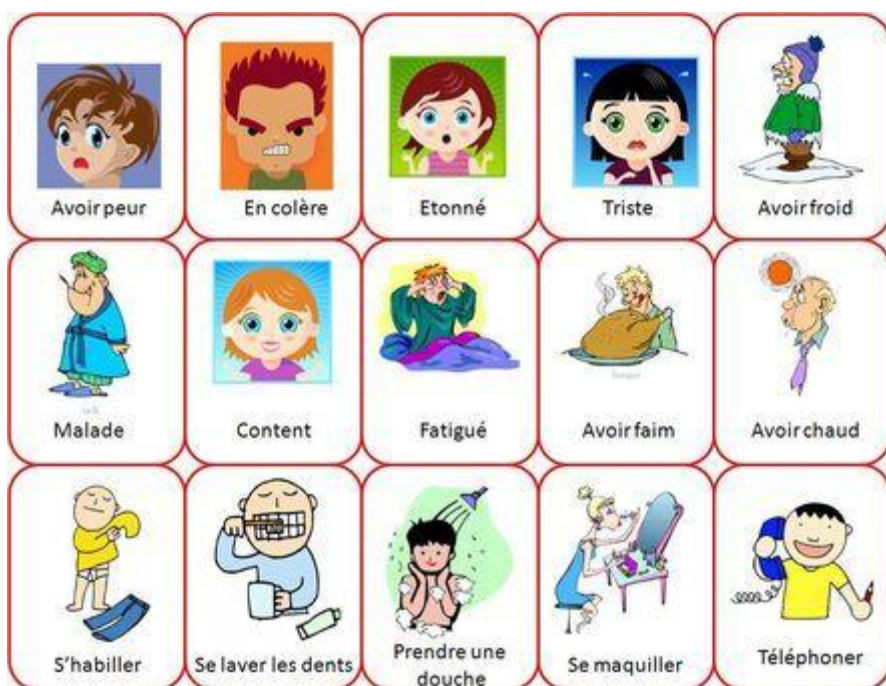 Avoir peur
En colère
Etonné
Triste
Avoir froid
Malade
Content
Fatigué
Avoir faim
Avoir chaud
S'habiller
Se laver les dents
Prendre une
douche
Se maquiller
Téléphoner